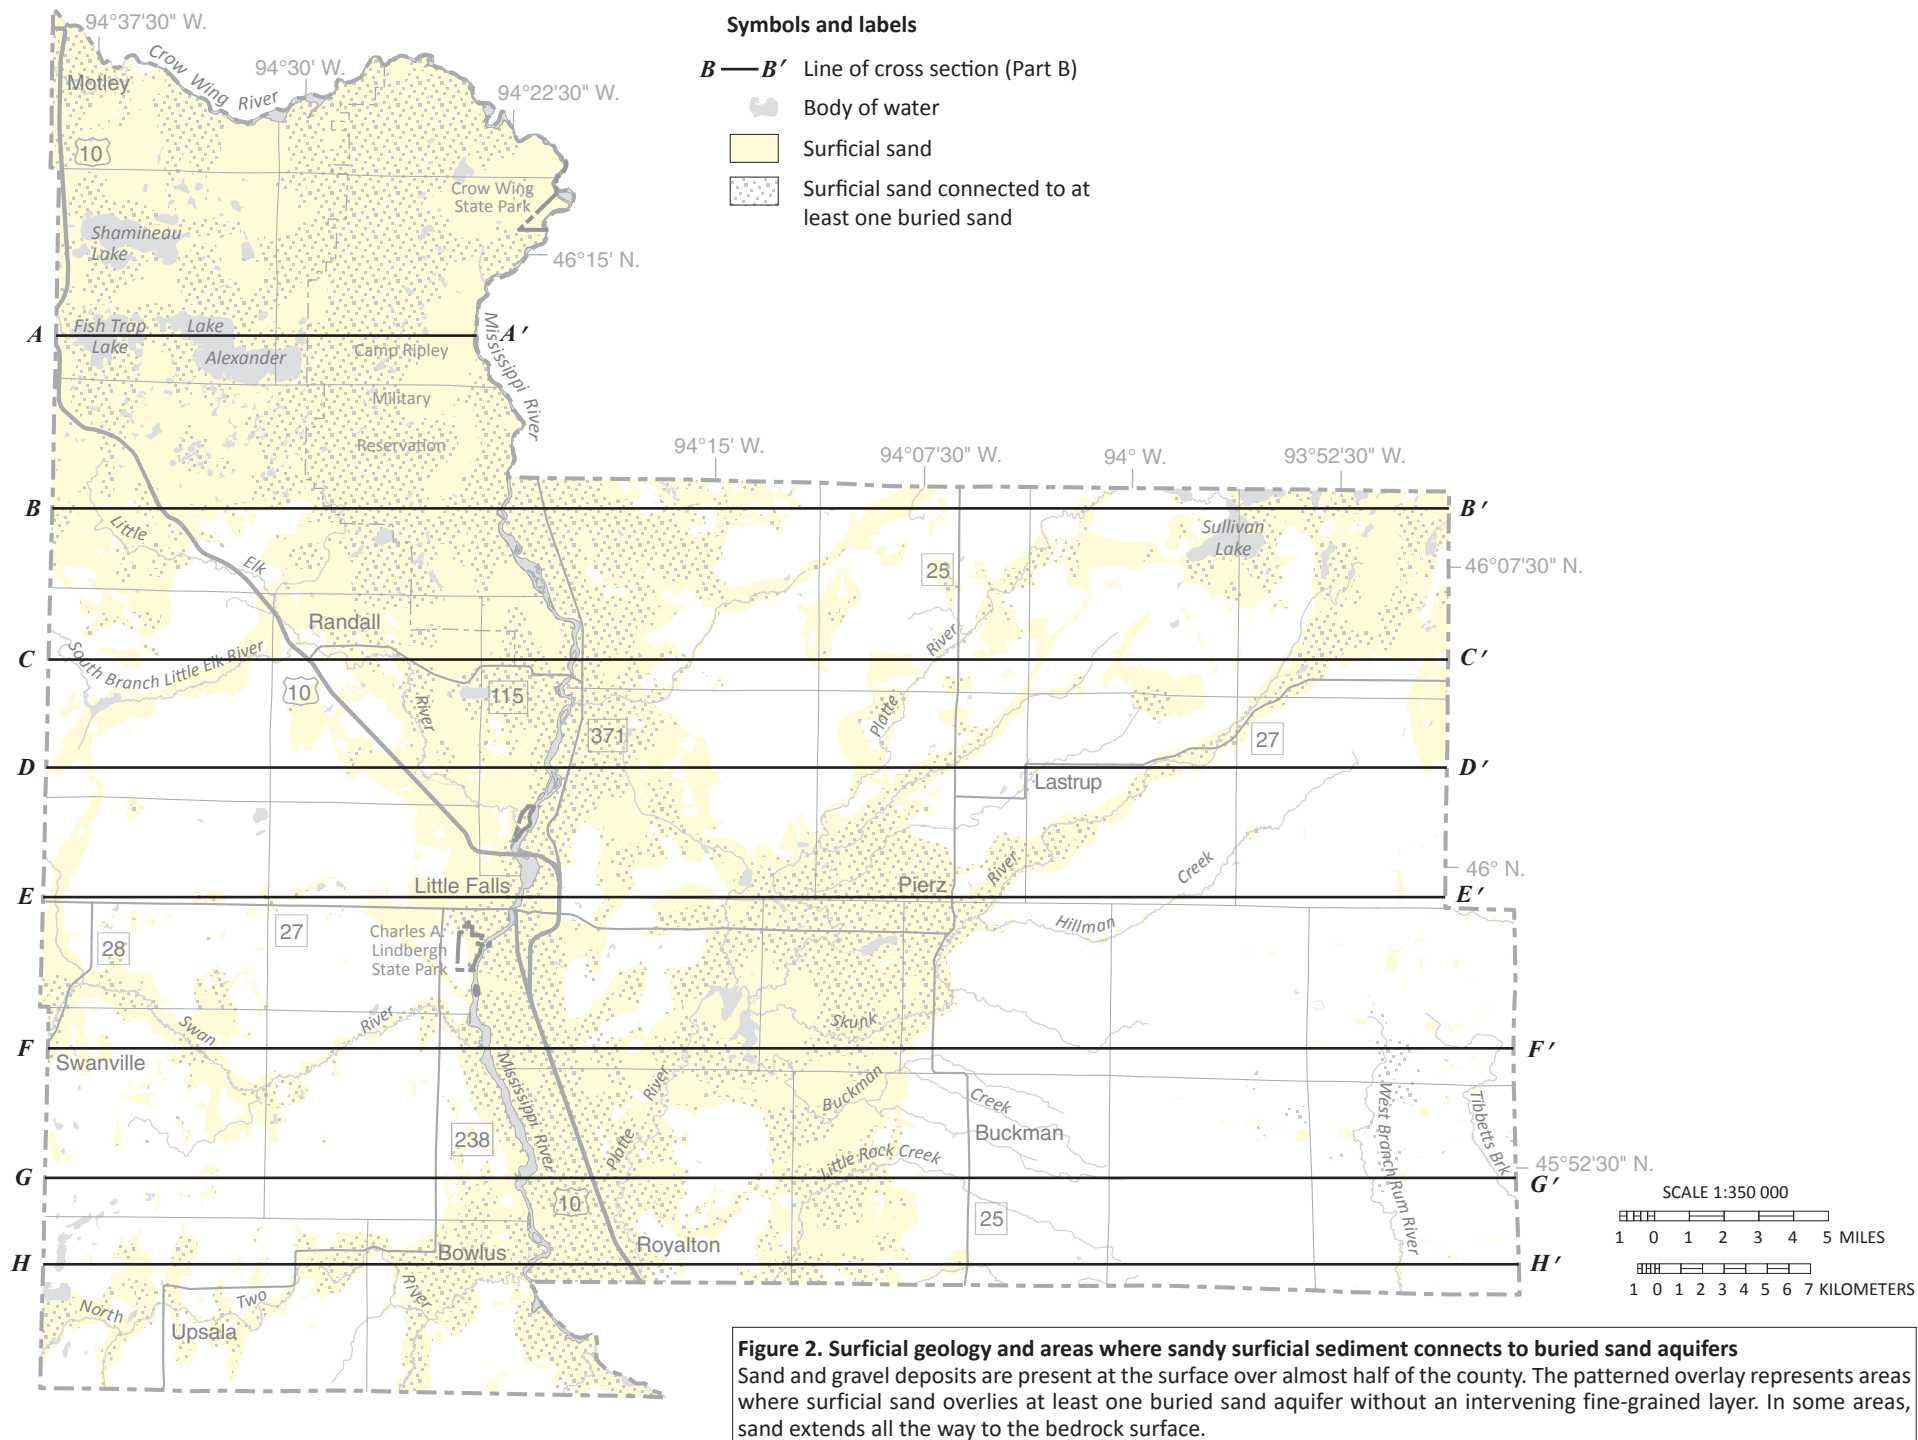 94°37'30" W.
Crow Wing River
94°30' W.
94°22'30" W.
Motley
10
Crow Wing
State Park
Shamineau
Lake
46°15' N.
A
Fish Trap
Lake
Lake
Alexander
A′
Camp Ripley
Military
Reservation
Mississippi River
Symbols and labels
B B′ Line of cross section (Part B)
Body of water
Surficial sand
Surficial sand connected to at
least one buried sand
94°15' W.
94°07'30" W.
94° W.
93°52'30" W.
B
B′
Little
Elk
Sullivan
Lake
25
46°07'30" N.
Randall
River
C
C′
South Branch Little Elk River
10
River
115
371
Platte
27
D
D′
Lastrup
46° N.
Little Falls
Pierz
River
Creek
E
E′
28
27
Charles A.
Lindbergh
State Park
Hillman
Swan
River
Skunk
F
F′
Swanville
Mississippi River
River
Buckman
Creek
West Branch Rum River
Tibbetts Brk
238
Platte
Buckman
Little Rock Creek
45°52'30" N.
G
G′
10
25
SCALE 1:350 000
1 0 1 2 3 4 5 MILES
1 0 1 2 3 4 5 6 7 KILOMETERS
Bowlus
Royalton
H
H′
North
Two
River
Upsala
Figure 2. Surficial geology and areas where sandy surficial sediment connects to buried sand aquifers
Sand and gravel deposits are present at the surface over almost half of the county. The patterned overlay represents areas
where surficial sand overlies at least one buried sand aquifer without an intervening fine-grained layer. In some areas,
sand extends all the way to the bedrock surface.